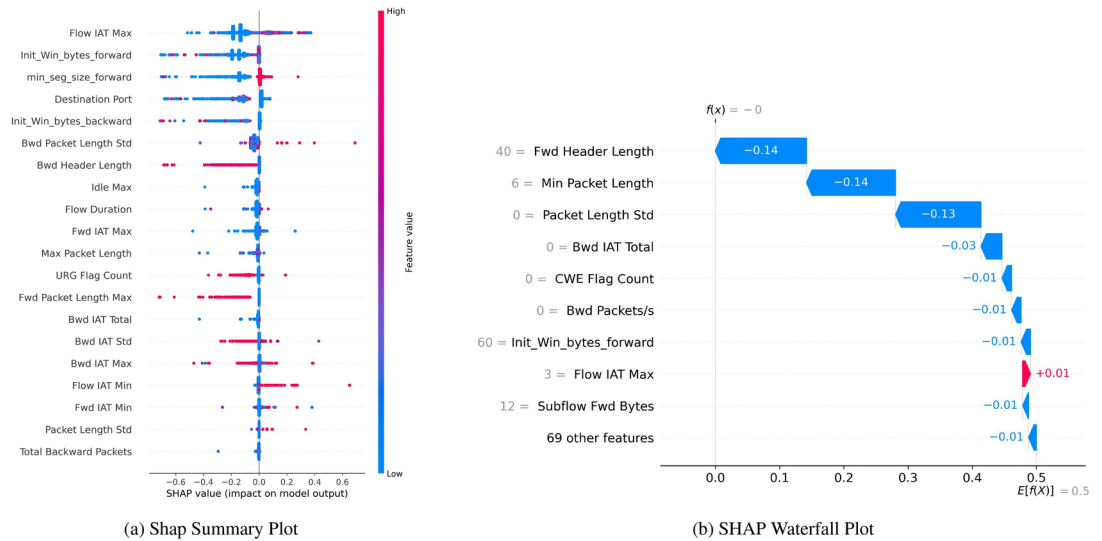 High
Flow IAT Max
Init_Win_bytes_forward
min_seg_size_forward
Destination Port
Init_Win_bytes_backward
Bwd Packet Length Std
Bwd Header Length
Idle Max
Flow Duration
Fwd IAT Max
Max Packet Length
URG Flag Count
Fwd Packet Length Max
Bwd IAT Total
Bwd IAT Std
Bwd IAT Max
Flow IAT Min
Fwd IAT Min
Packet Length Std
Total Backward Packets
Feature value
Low
−0.6 −0.4 −0.2 0.0 0.2 0.4 0.6
SHAP value (impact on model output)
(a) Shap Summary Plot
f(x) = −0
40 = Fwd Header Length −0.14
6 = Min Packet Length −0.14
0 = Packet Length Std −0.13
0 = Bwd IAT Total −0.03
0 = CWE Flag Count −0.01
0 = Bwd Packets/s −0.01
60 = Init_Win_bytes_forward −0.01
3 = Flow IAT Max +0.01
12 = Subflow Fwd Bytes −0.01
69 other features −0.01
0.0 0.1 0.2 0.3 0.4 0.5
E[f(X)] = 0.5
(b) SHAP Waterfall Plot